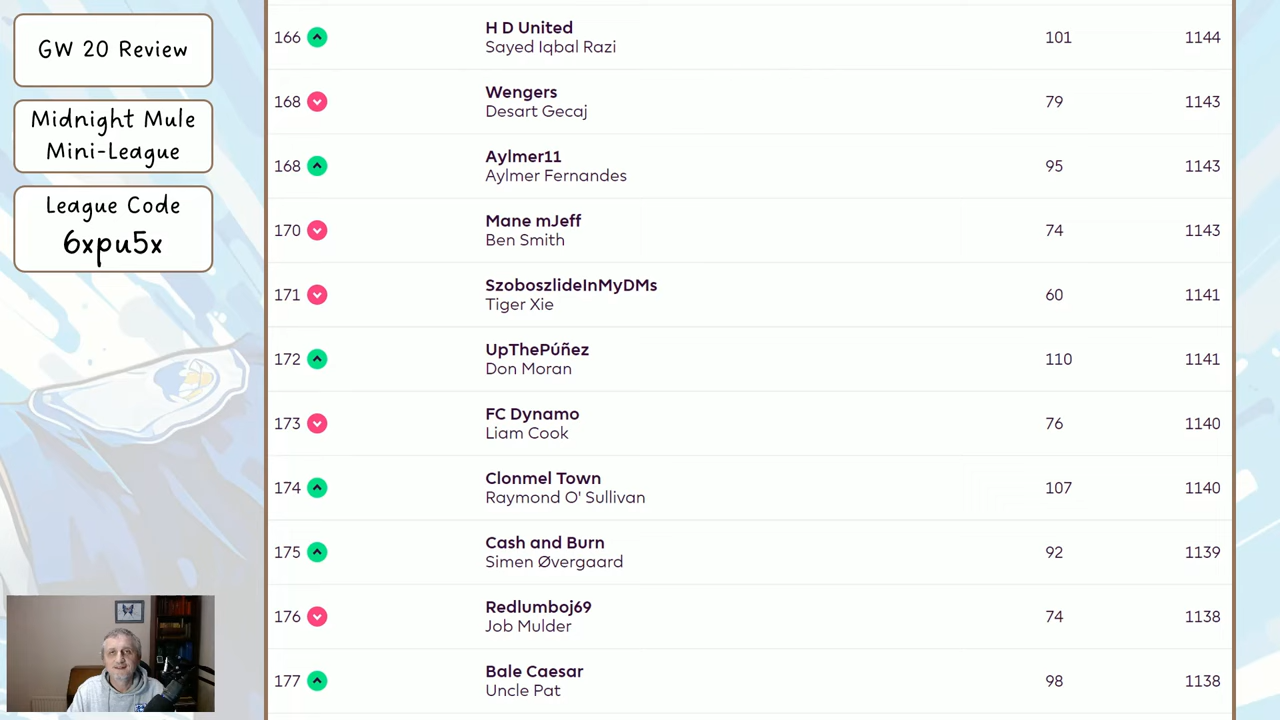 GW 20 Review
Midnight Mule
Mini-League
League Code
6xpu5x
166 H D United 101 1144
Sayed Iqbal Razi
168 Wengers 79 1143
Desart Gecaj
168 Aylmer11 95 1143
Aylmer Fernandes
170 Mane mJeff 74 1143
Ben Smith
171 SzoboszlideInMyDMs 60 1141
Tiger Xie
172 UpThePúñez 110 1141
Don Moran
173 FC Dynamo 76 1140
Liam Cook
174 Clonmel Town 107 1140
Raymond O' Sullivan
175 Cash and Burn 92 1139
Simen Øvergaard
176 Redlumboj69 74 1138
Job Mulder
177 Bale Caesar 98 1138
Uncle Pat